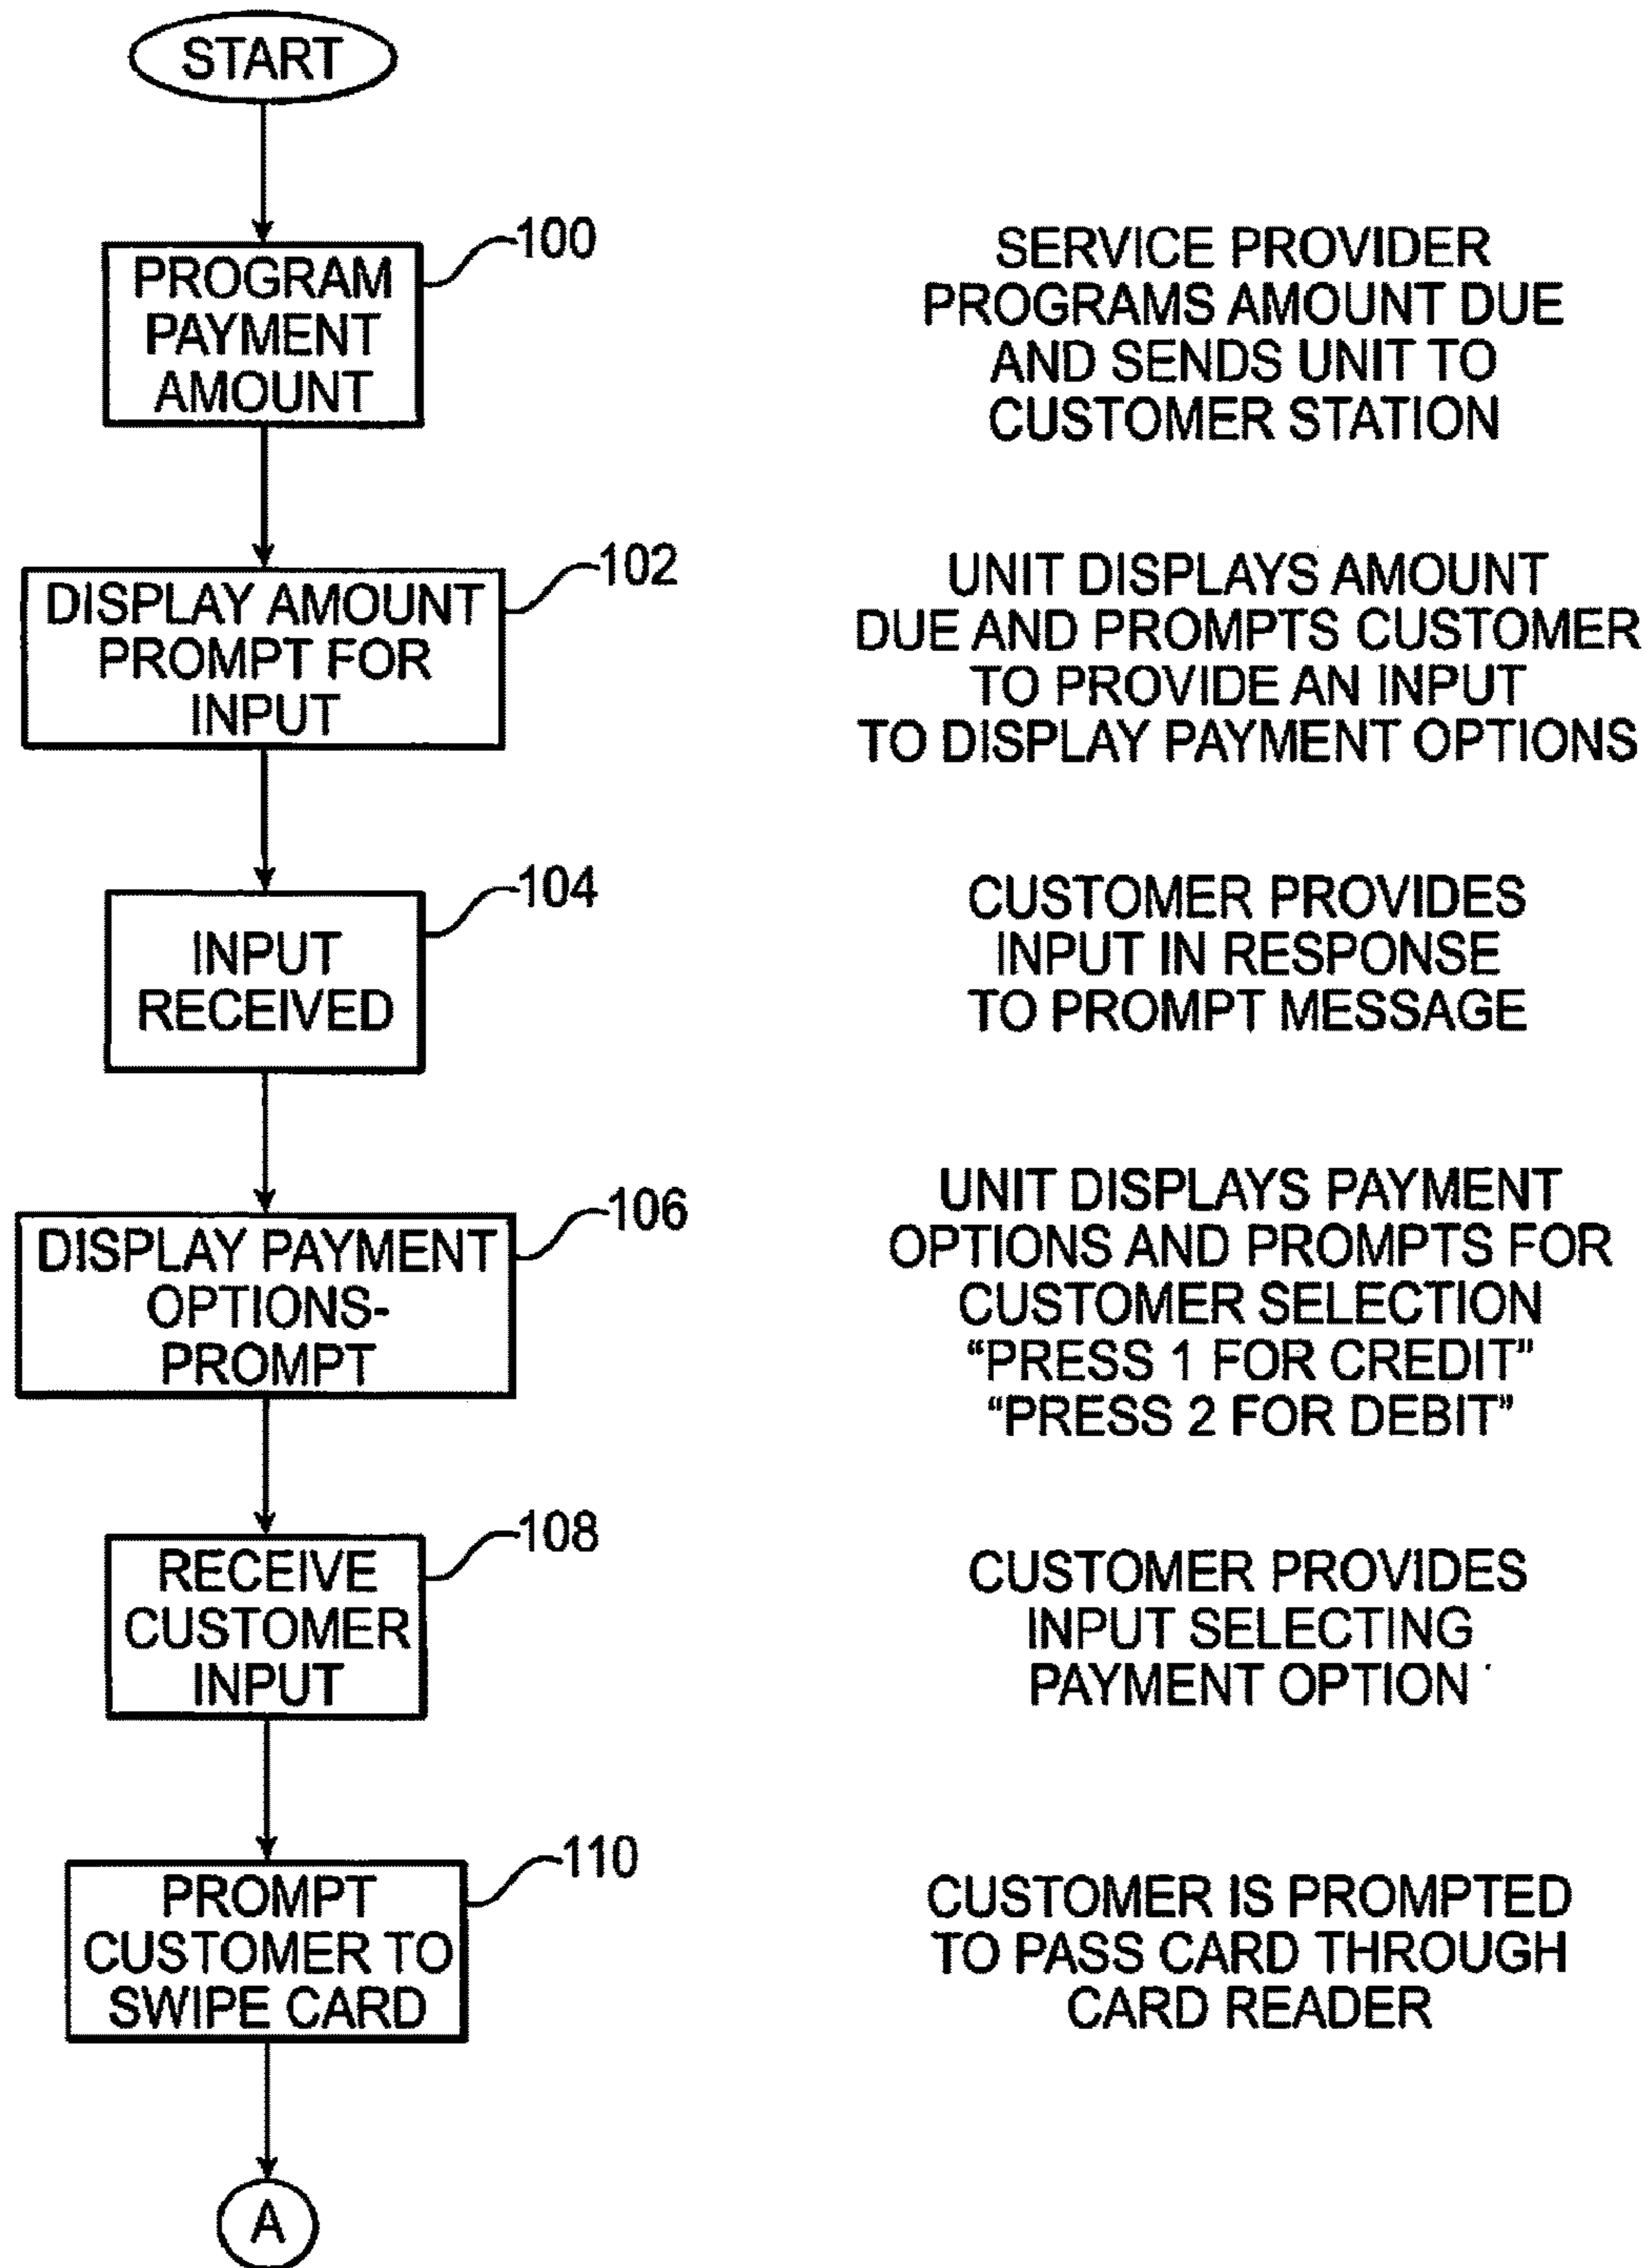 START
100
PROGRAM
PAYMENT
AMOUNT
SERVICE PROVIDER
PROGRAMS AMOUNT DUE
AND SENDS UNIT TO
CUSTOMER STATION
102
DISPLAY AMOUNT
PROMPT FOR
INPUT
UNIT DISPLAYS AMOUNT
DUE AND PROMPTS CUSTOMER
TO PROVIDE AN INPUT
TO DISPLAY PAYMENT OPTIONS
104
INPUT
RECEIVED
CUSTOMER PROVIDES
INPUT IN RESPONSE
TO PROMPT MESSAGE
106
DISPLAY PAYMENT
OPTIONS-
PROMPT
UNIT DISPLAYS PAYMENT
OPTIONS AND PROMPTS FOR
CUSTOMER SELECTION
“PRESS 1 FOR CREDIT”
“PRESS 2 FOR DEBIT”
108
RECEIVE
CUSTOMER
INPUT
CUSTOMER PROVIDES
INPUT SELECTING
PAYMENT OPTION
110
PROMPT
CUSTOMER TO
SWIPE CARD
CUSTOMER IS PROMPTED
TO PASS CARD THROUGH
CARD READER
A